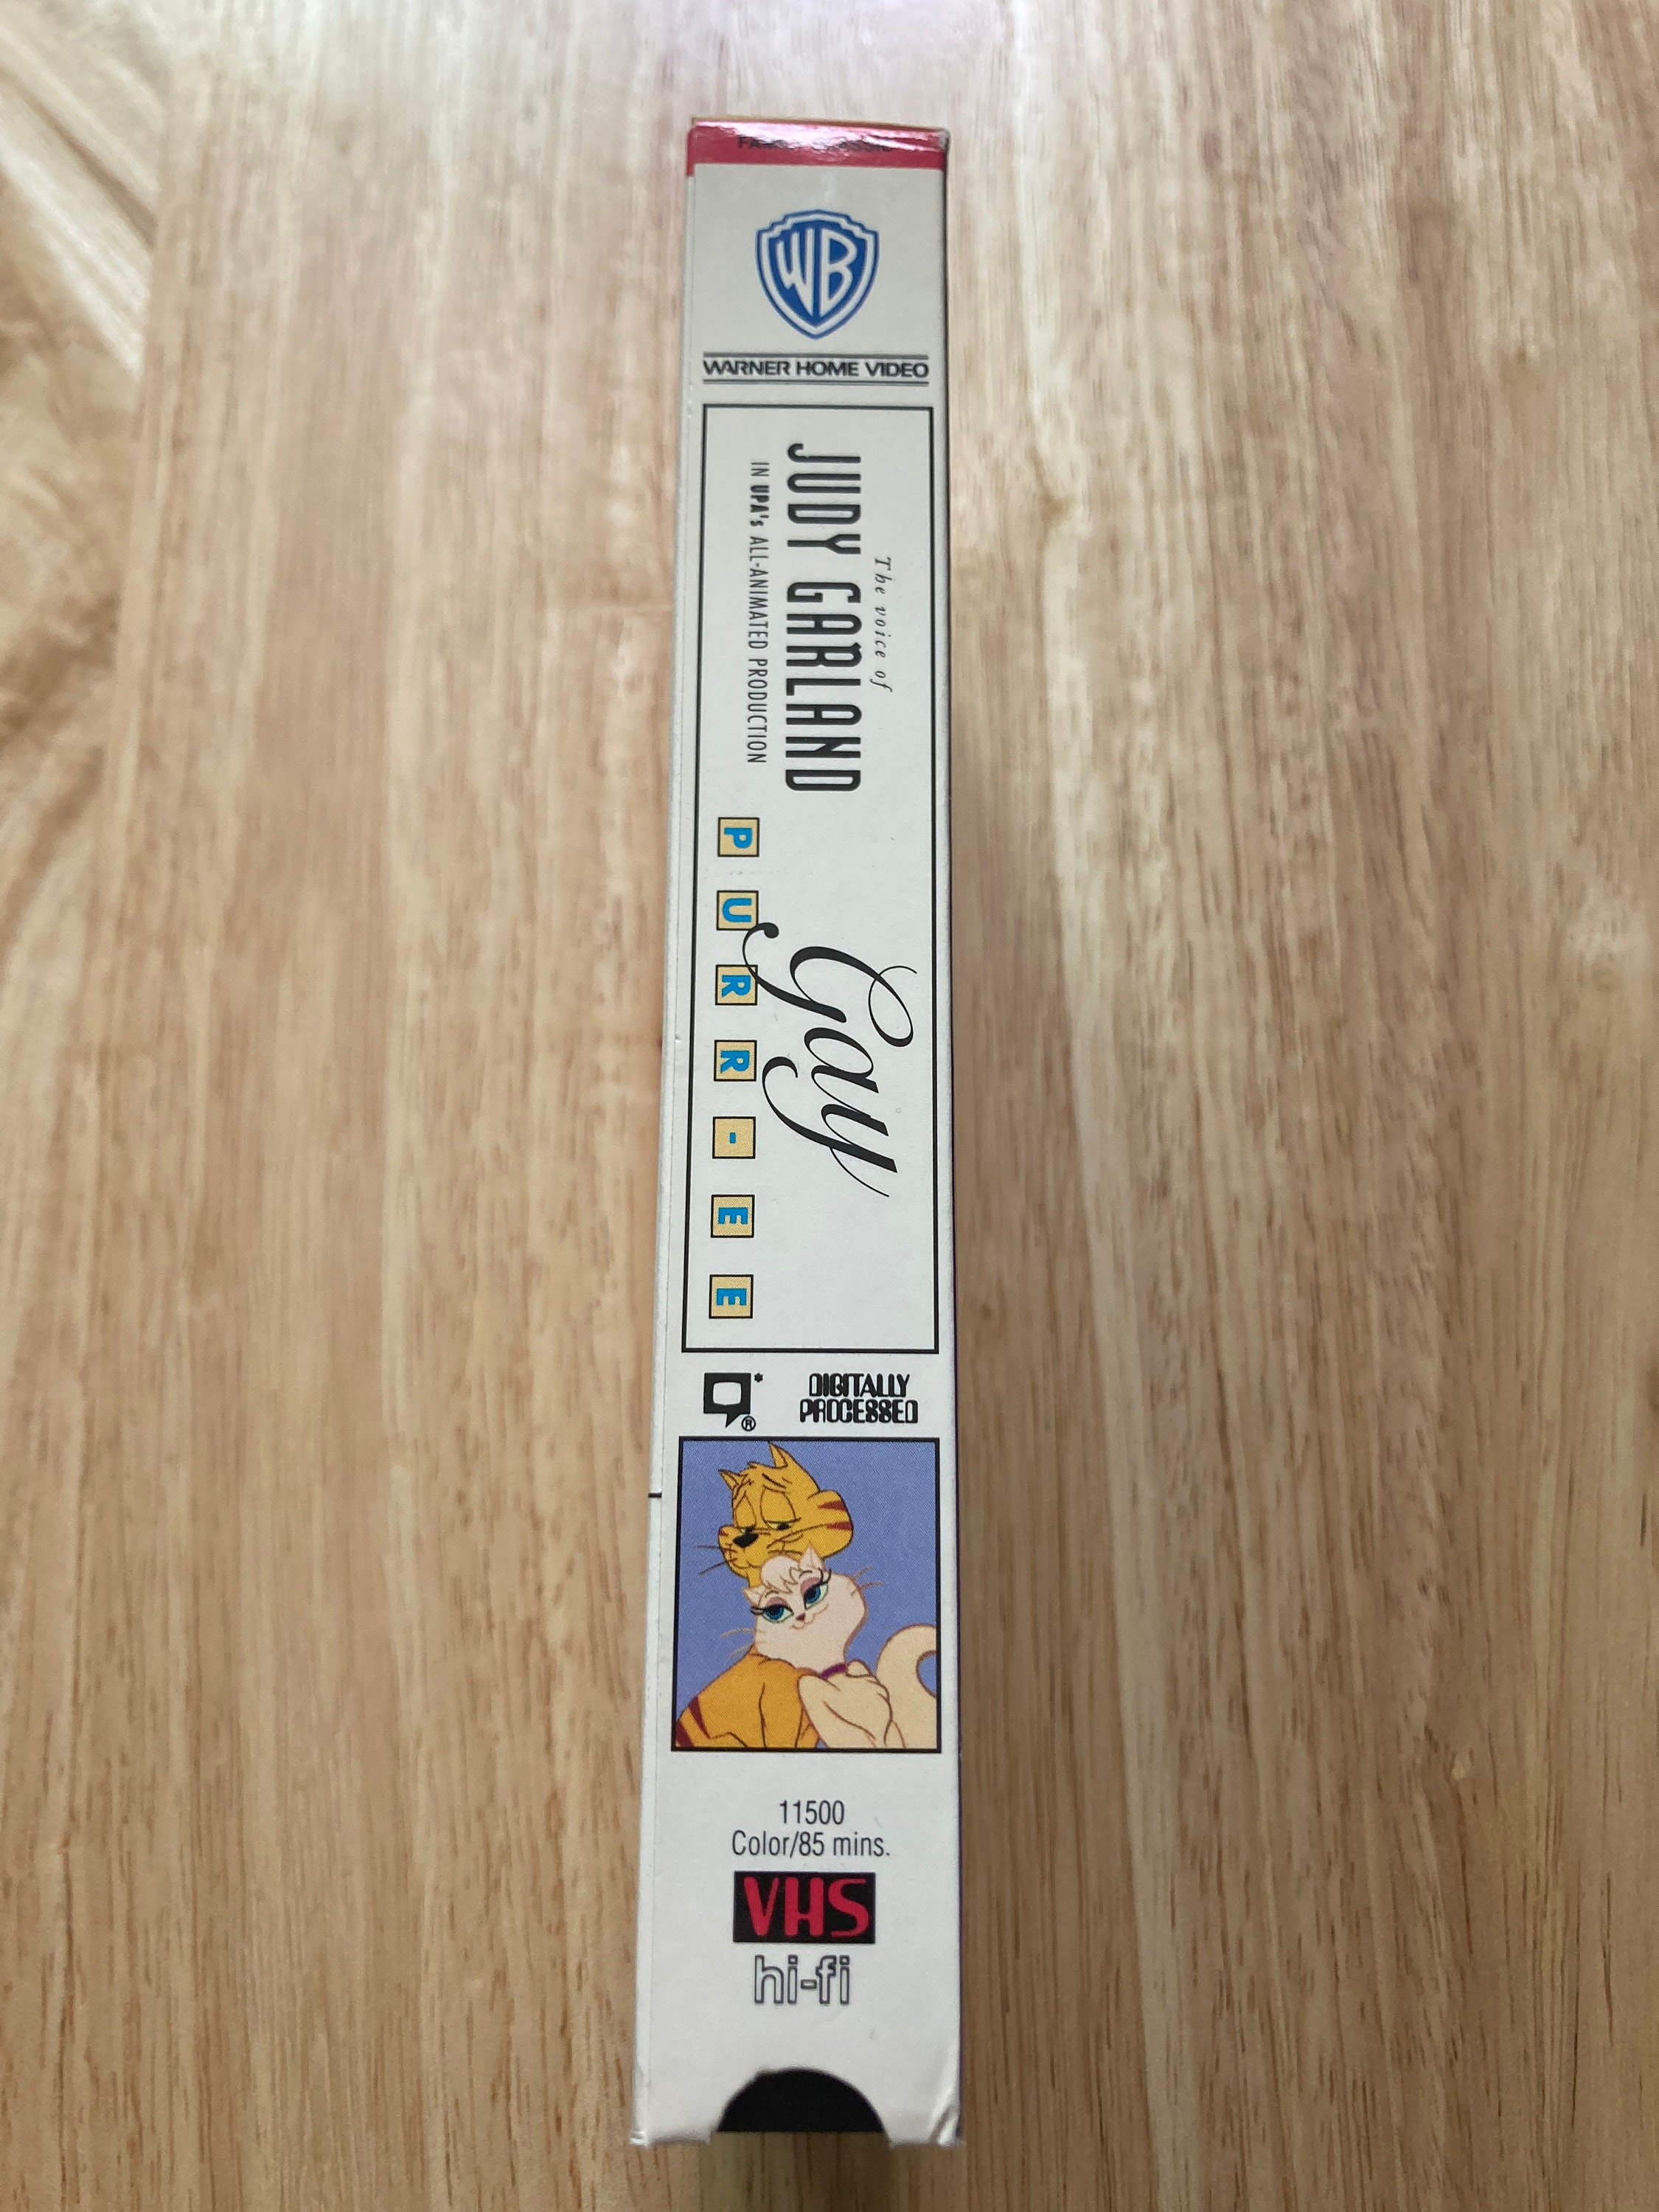 WB
WARNER HOME VIDEO
The voice of
JUDY GARLAND
IN UPA's ALL-ANIMATED PRODUCTION
Gay
PURR-EE
*
®
DIGITALLY
PROCESSED
11500
Color/85 mins.
VHS
hi-fi